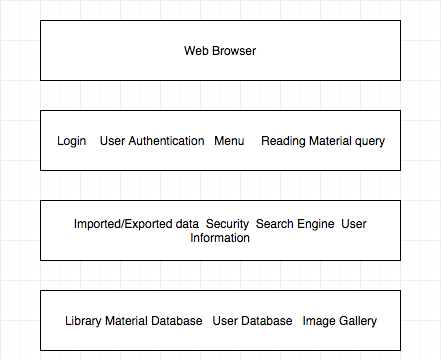 Web Browser
Login User Authentication Menu Reading Material query
Imported/Exported data Security Search Engine User
Information
Library Material Database User Database Image Gallery